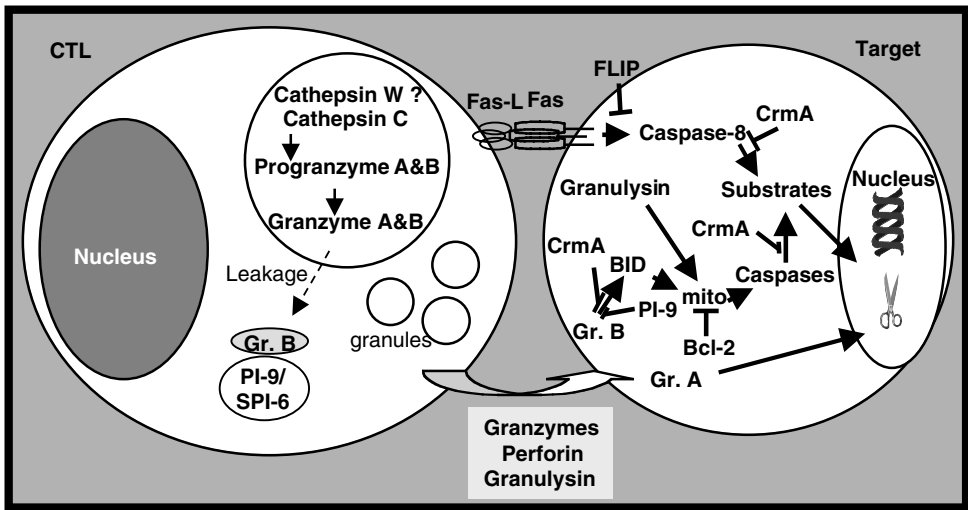 CTL
Cathepsin W ?
Cathepsin C
Progranzyme A&B
Granzyme A&B
Nucleus
Leakage
granules
Gr. B
PI-9/
SPI-6
Fas-L Fas
Granzymes
Perforin
Granulysin
Target
FLIP
CrmA
Caspase-8
Granulysin
Substrates
Nucleus
CrmA
CrmA
BID
Caspases
mito
PI-9
Gr. B
Bcl-2
Gr. A